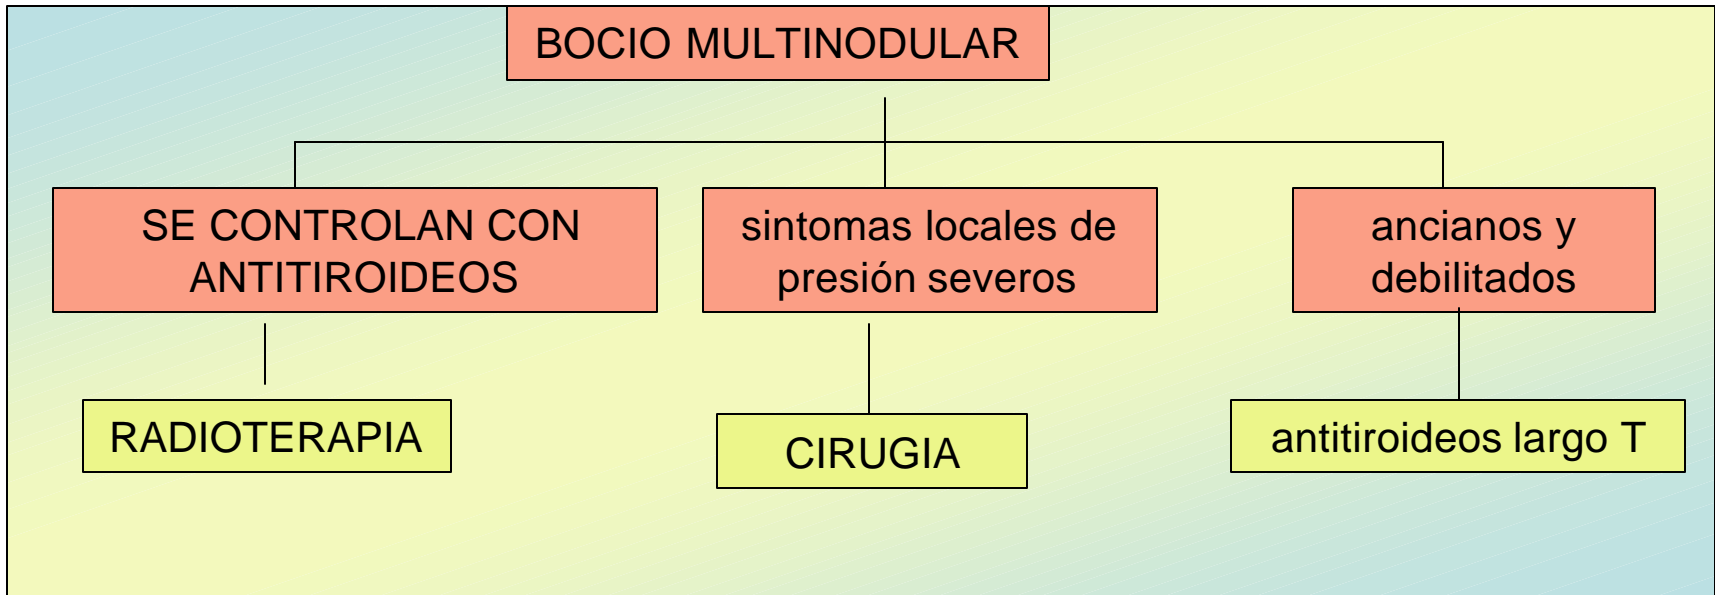 BOCIO MULTINODULAR
SE CONTROLAN CON
ANTITIROIDEOS
sintomas locales de
presión severos
ancianos y
debilitados
RADIOTERAPIA
CIRUGIA
antitiroideos largo T